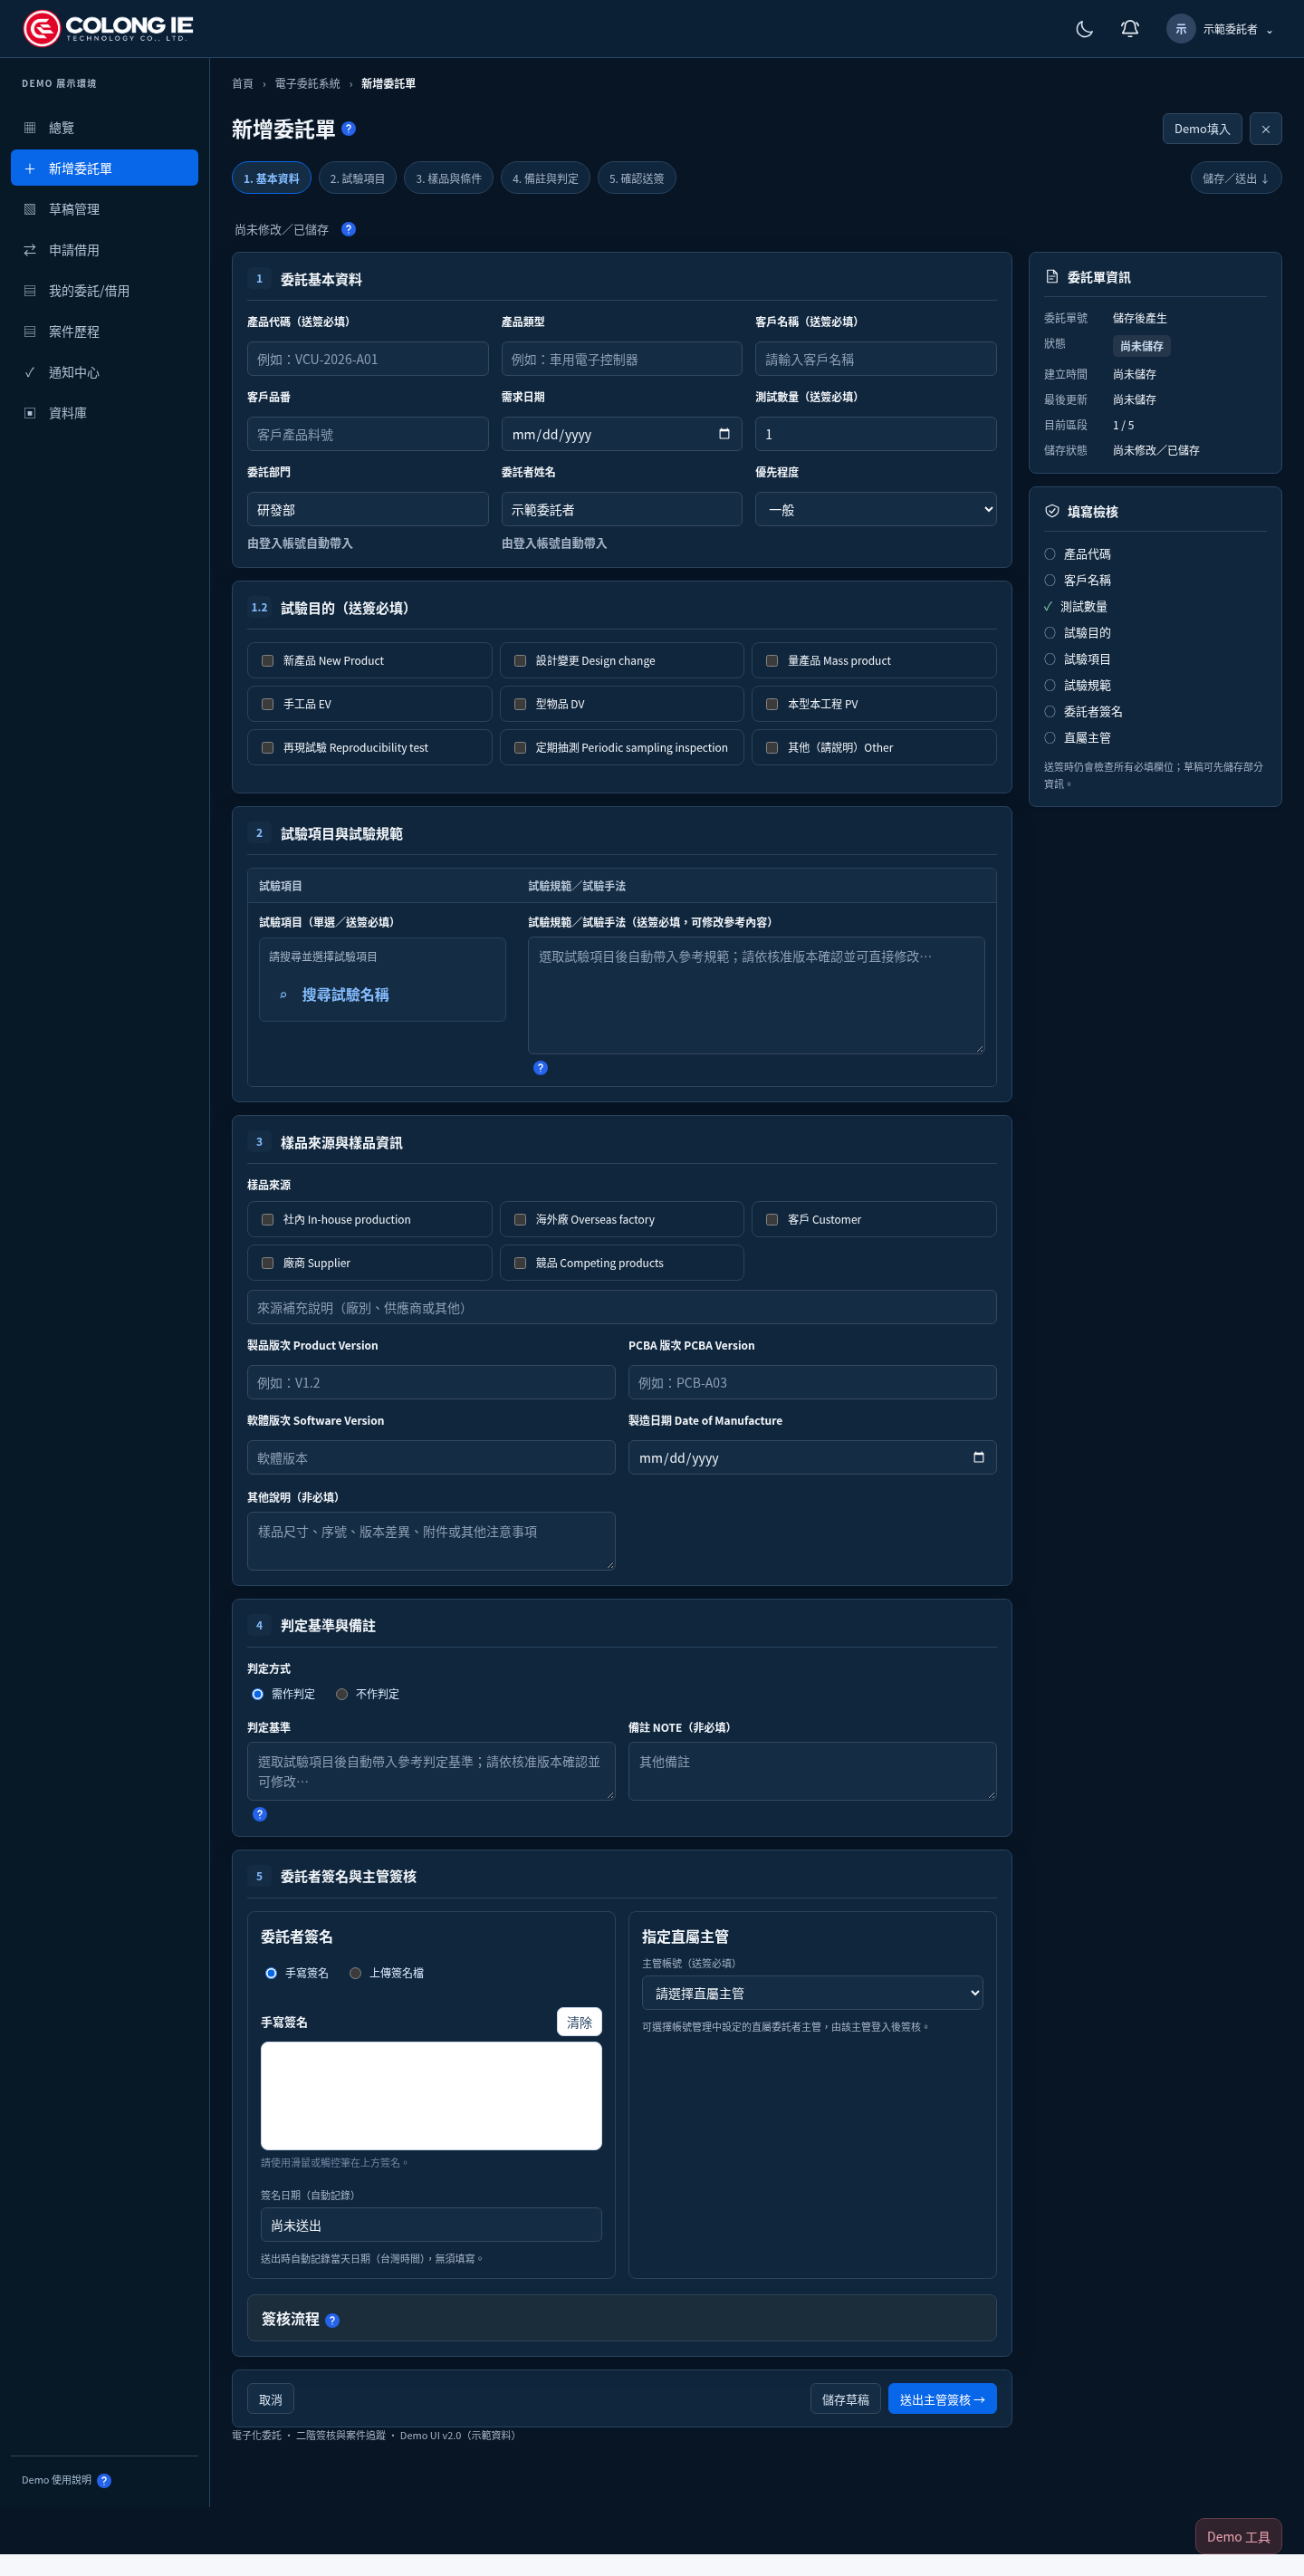 COLONG IE
TECHNOLOGY CO., LTD.
示 示範委託者
DEMO 展示環境
總覽
新增委託單
草稿管理
申請借用
我的委託/借用
案件歷程
通知中心
資料庫
首頁 › 電子委託系統 › 新增委託單
新增委託單 ?
Demo填入 ×
1. 基本資料 2. 試驗項目 3. 樣品與條件 4. 備註與判定 5. 確認送簽 儲存／送出 ↓
尚未修改／已儲存 ?
1 委託基本資料
產品代碼（送簽必填） 產品類型 客戶名稱（送簽必填）
例如：VCU-2026-A01 例如：車用電子控制器 請輸入客戶名稱
客戶品番 需求日期 測試數量（送簽必填）
客戶產品料號 mm/dd/yyyy 1
委託部門 委託者姓名 優先程度
研發部 示範委託者 一般
由登入帳號自動帶入 由登入帳號自動帶入
委託單資訊
委託單號 儲存後產生
狀態 尚未儲存
建立時間 尚未儲存
最後更新 尚未儲存
目前區段 1 / 5
儲存狀態 尚未修改／已儲存
填寫檢核
產品代碼
客戶名稱
✓ 測試數量
試驗目的
試驗項目
試驗規範
委託者簽名
直屬主管
送簽時仍會檢查所有必填欄位；草稿可先儲存部分
資訊。
1.2 試驗目的（送簽必填）
新產品 New Product 設計變更 Design change 量產品 Mass product
手工品 EV 型物品 DV 本型本工程 PV
再現試驗 Reproducibility test 定期抽測 Periodic sampling inspection 其他（請說明）Other
2 試驗項目與試驗規範
試驗項目 試驗規範／試驗手法
試驗項目（單選／送簽必填） 試驗規範／試驗手法（送簽必填，可修改參考內容）
請搜尋並選擇試驗項目 選取試驗項目後自動帶入參考規範；請依核准版本確認並可直接修改…
搜尋試驗名稱
?
3 樣品來源與樣品資訊
樣品來源
社內 In-house production 海外廠 Overseas factory 客戶 Customer
廠商 Supplier 競品 Competing products
來源補充說明（廠別、供應商或其他）
製品版次 Product Version PCBA 版次 PCBA Version
例如：V1.2 例如：PCB-A03
軟體版次 Software Version 製造日期 Date of Manufacture
軟體版本 mm/dd/yyyy
其他說明（非必填）
樣品尺寸、序號、版本差異、附件或其他注意事項
4 判定基準與備註
判定方式
需作判定 不作判定
判定基準 備註 NOTE（非必填）
選取試驗項目後自動帶入參考判定基準；請依核准版本確認並 其他備註
可修改…
?
5 委託者簽名與主管簽核
委託者簽名 指定直屬主管
手寫簽名 上傳簽名檔 主管帳號（送簽必填）
請選擇直屬主管
手寫簽名 清除 可選擇帳號管理中設定的直屬委託者主管，由該主管登入後簽核。
請使用滑鼠或觸控筆在上方簽名。
簽名日期（自動記錄）
尚未送出
送出時自動記錄當天日期（台灣時間），無須填寫。
簽核流程 ?
取消 儲存草稿 送出主管簽核 →
電子化委託 ・ 二階簽核與案件追蹤 ・ Demo UI v2.0（示範資料）
Demo 使用說明 ?
Demo 工具